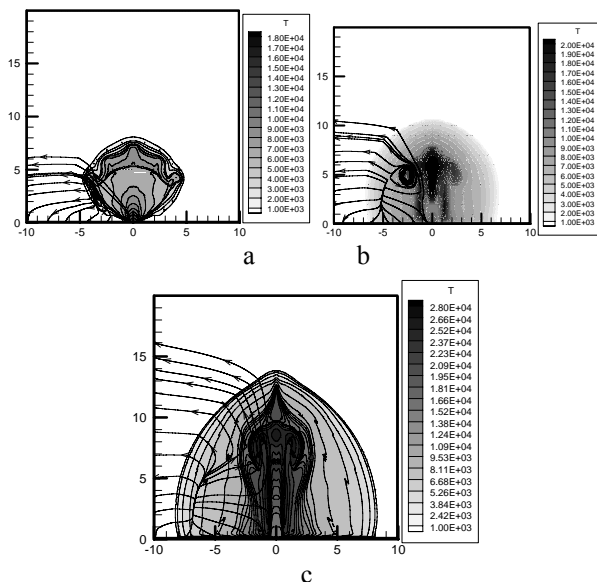 15
10
5
0
-10 -5 0 5 10
T
1.80E+04
1.70E+04
1.60E+04
1.50E+04
1.40E+04
1.30E+04
1.20E+04
1.10E+04
1.00E+04
9.00E+03
8.00E+03
7.00E+03
6.00E+03
5.00E+03
4.00E+03
3.00E+03
2.00E+03
1.00E+03
a
15
10
5
0
-10 -5 0 5 10
T
2.00E+04
1.90E+04
1.80E+04
1.70E+04
1.60E+04
1.50E+04
1.40E+04
1.30E+04
1.20E+04
1.10E+04
1.00E+04
9.00E+03
8.00E+03
7.00E+03
6.00E+03
5.00E+03
4.00E+03
3.00E+03
2.00E+03
1.00E+03
b
15
10
5
0
-10 -5 0 5 10
T
2.80E+04
2.66E+04
2.52E+04
2.37E+04
2.23E+04
2.09E+04
1.95E+04
1.81E+04
1.66E+04
1.52E+04
1.38E+04
1.24E+04
1.09E+04
9.53E+03
8.11E+03
6.68E+03
5.26E+03
3.84E+03
2.42E+03
1.00E+03
c